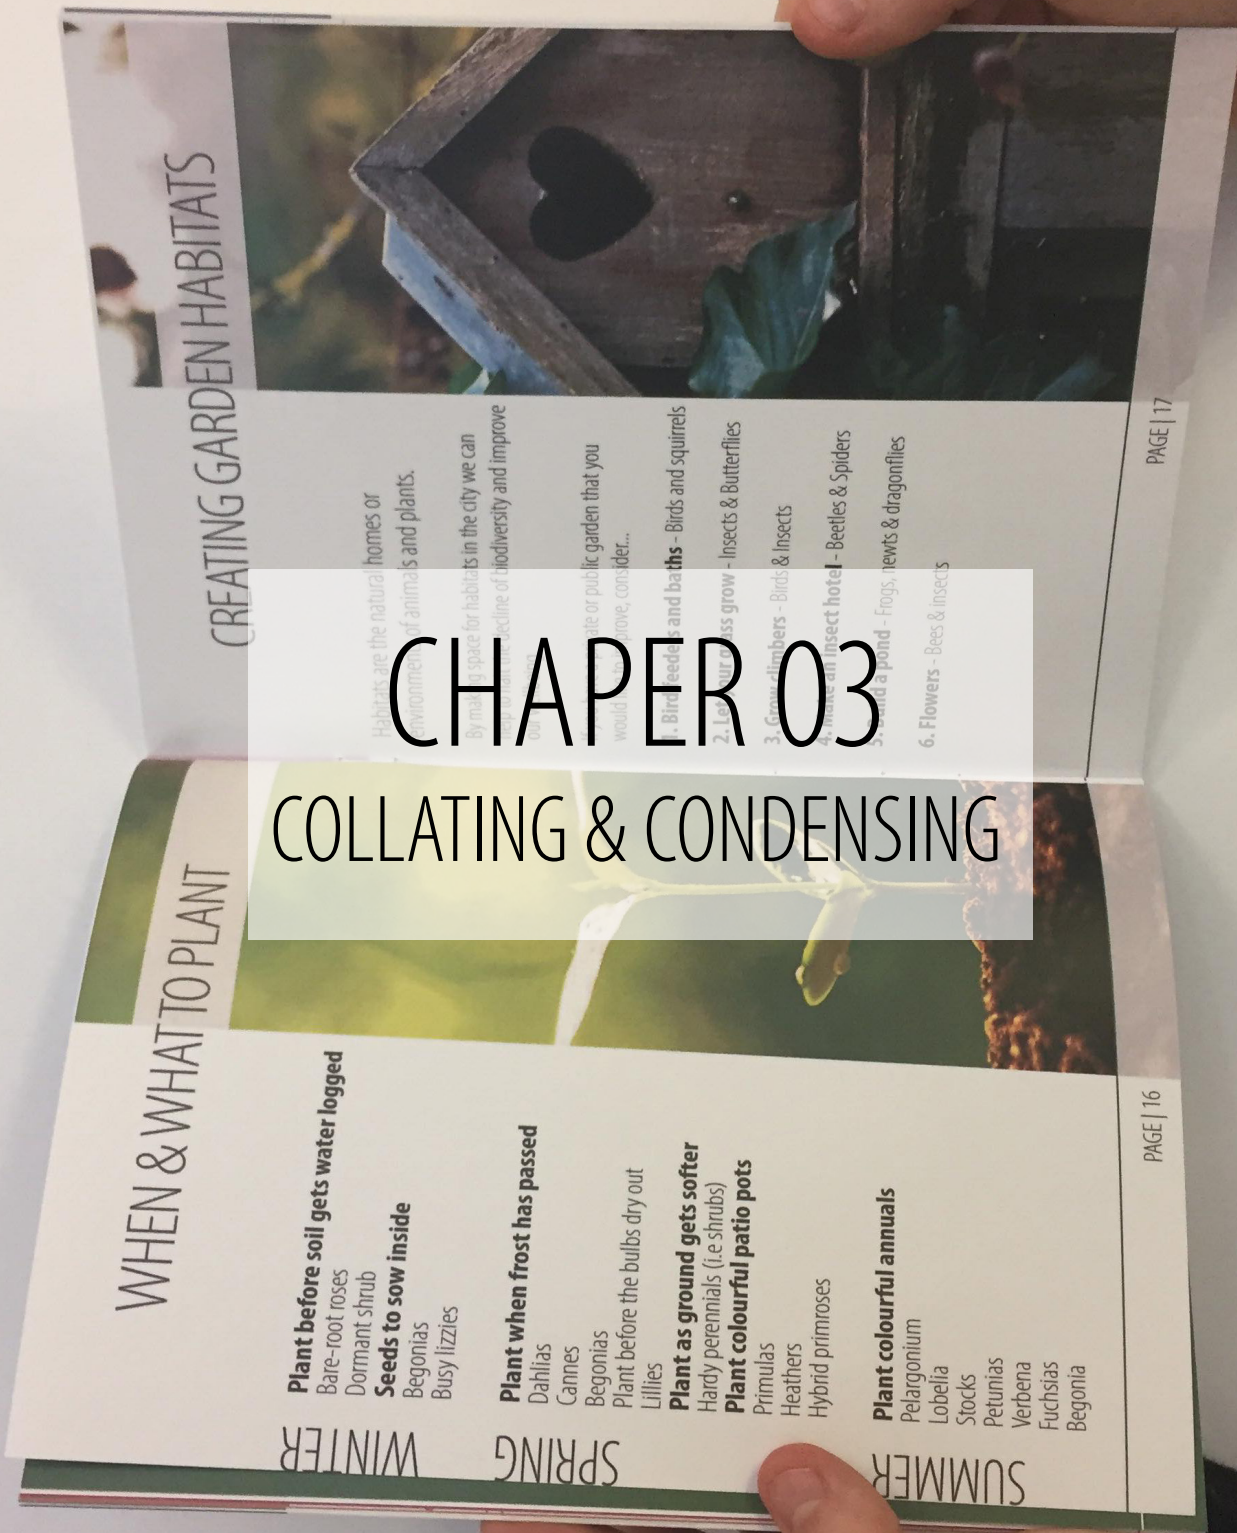 CHAPER 03
COLLATING & CONDENSING
WHEN & WHAT TO PLANT
WINTER
Plant before soil gets water logged
Bare-root roses
Dormant shrub
Seeds to sow inside
Begonias
Busy lizzies
SPRING
Plant when frost has passed
Dahlias
Cannes
Begonias
Plant before the bulbs dry out
Lillies
Plant as ground gets softer
Hardy perennials (i.e shrubs)
Plant colourful patio pots
Primulas
Heathers
Hybrid primroses
SUMMER
Plant colourful annuals
Pelargonium
Lobelia
Stocks
Petunias
Verbena
Fuchsias
Begonia
PAGE | 16
CREATING GARDEN HABITATS
Habitats are the natural homes or
environments of animals and plants.
By making space for habitats in the city we can
help to halt the decline of biodiversity and improve
private or public garden that you
would consider...
1. Bird feeders and baths - Birds and squirrels
2. Let your grass grow - Insects & Butterflies
3. Grow climbers - Birds & Insects
4. Make an insect hotel - Beetles & Spiders
5. Build a pond - Frogs, newts & dragonflies
6. Flowers - Bees & insects
PAGE | 17